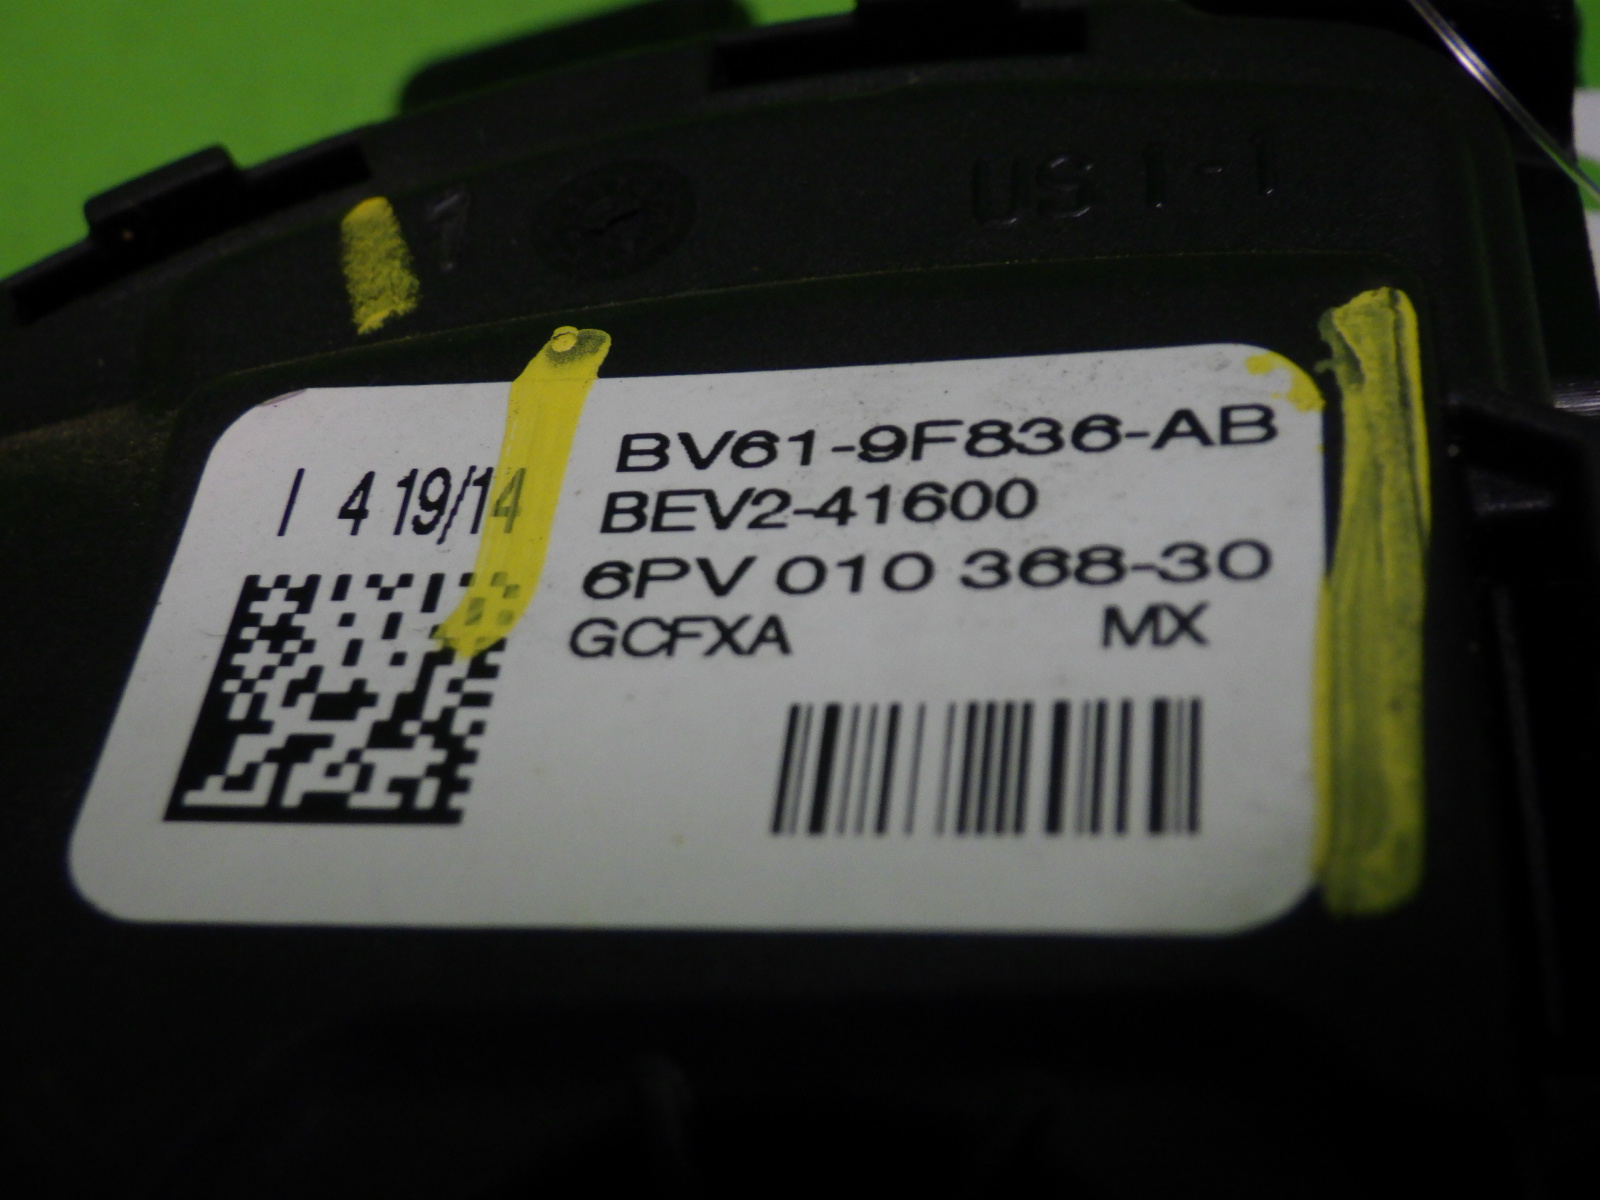 US 1-1
BV61-9F836-AB
I 4 19/14
BEV2-41600
6PV 010 368-30
GCFXA MX